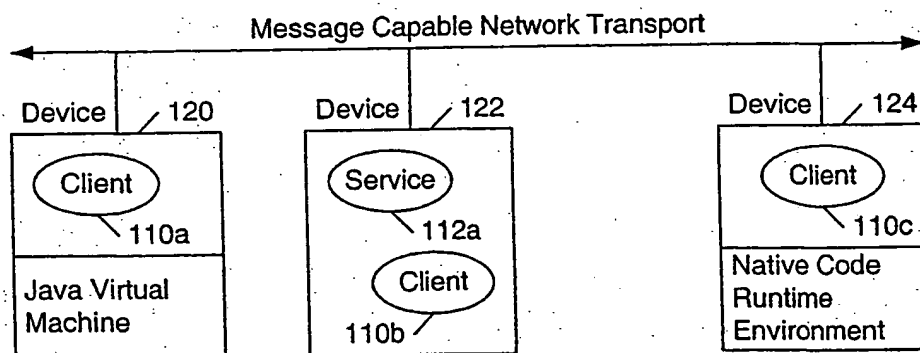 Message Capable Network Transport
Device 120
Device 122
Device 124
Client
110a
Java Virtual
Machine
Service
112a
Client
110b
Client
110c
Native Code
Runtime
Environment